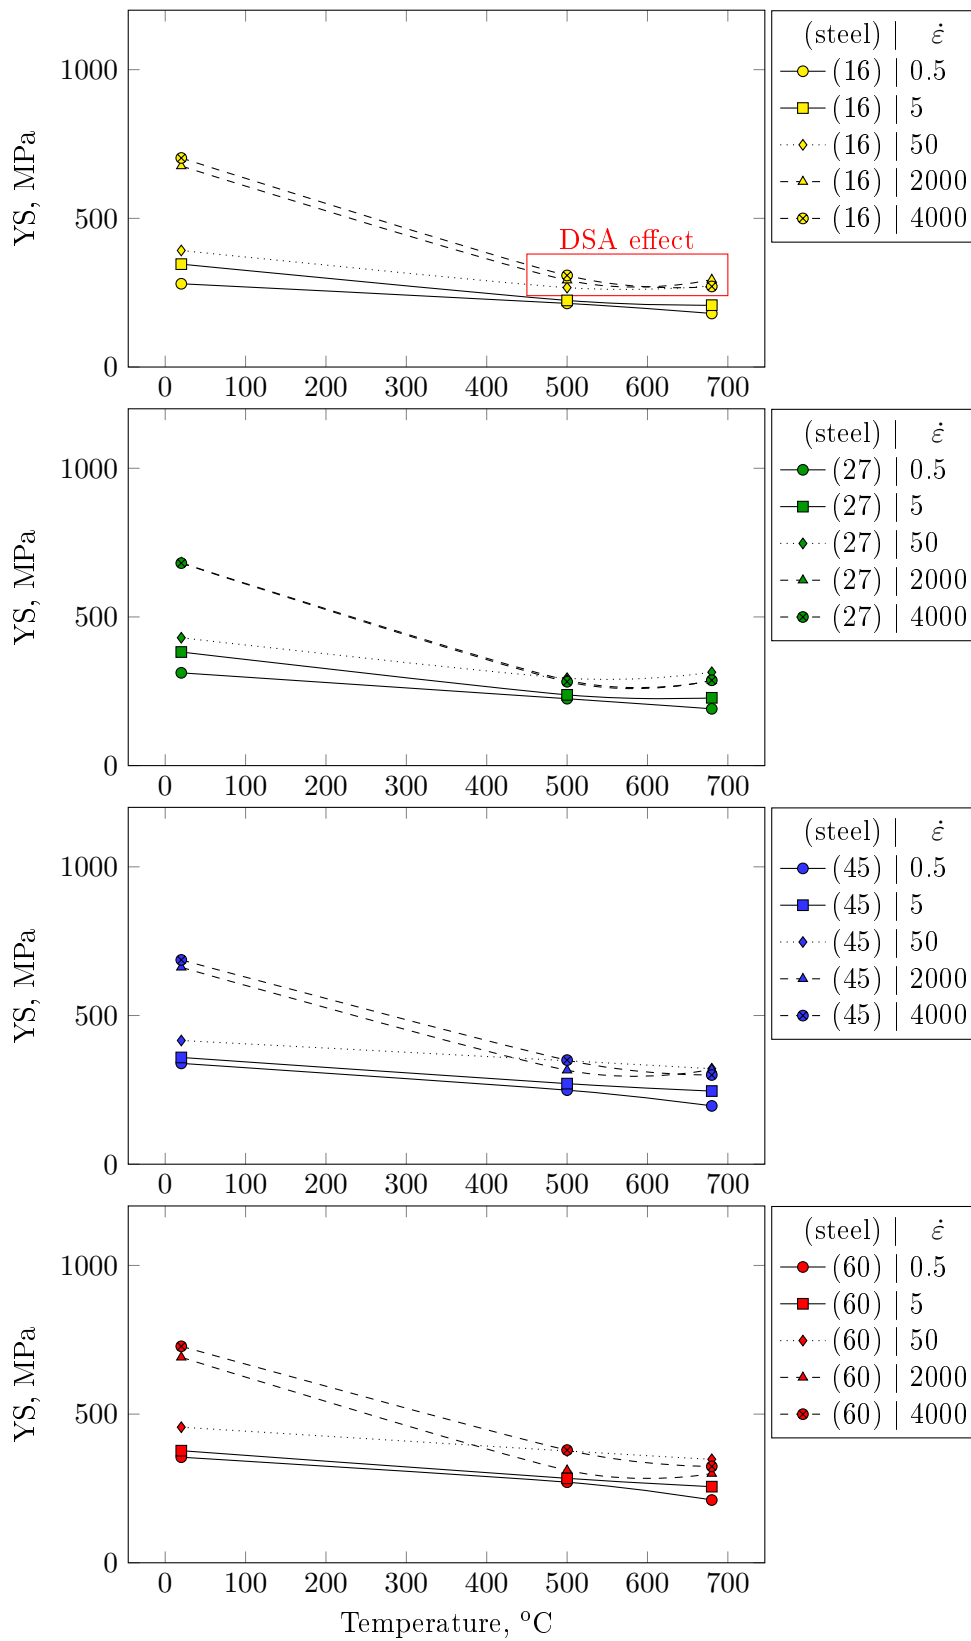 1000
500
0
YS, MPa
DSA effect
0 100 200 300 400 500 600 700
(steel) | ε̇
(16) | 0.5
(16) | 5
(16) | 50
(16) | 2000
(16) | 4000
1000
500
0
YS, MPa
0 100 200 300 400 500 600 700
(steel) | ε̇
(27) | 0.5
(27) | 5
(27) | 50
(27) | 2000
(27) | 4000
1000
500
0
YS, MPa
0 100 200 300 400 500 600 700
(steel) | ε̇
(45) | 0.5
(45) | 5
(45) | 50
(45) | 2000
(45) | 4000
1000
500
0
YS, MPa
0 100 200 300 400 500 600 700
(steel) | ε̇
(60) | 0.5
(60) | 5
(60) | 50
(60) | 2000
(60) | 4000
Temperature, °C